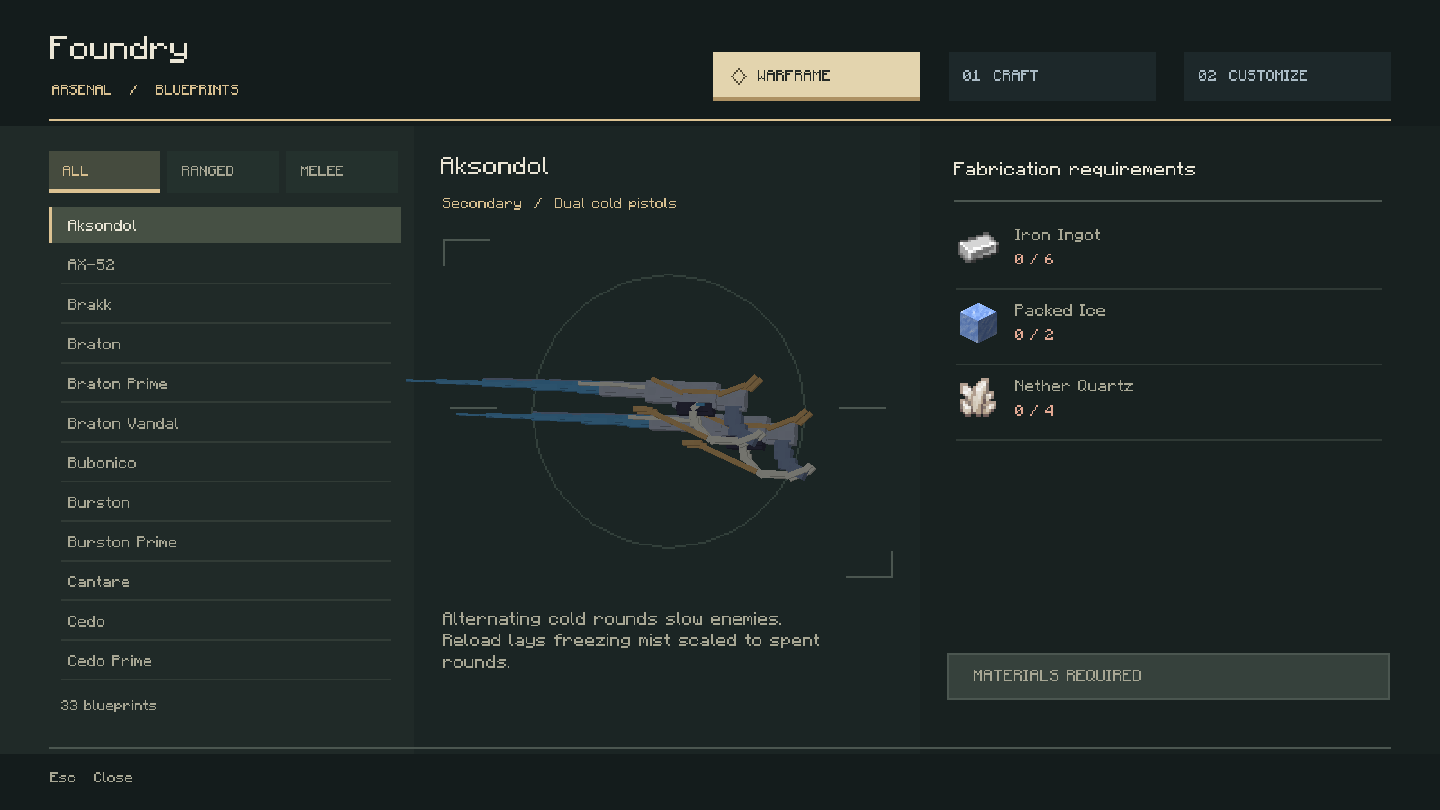 Foundry
ARSENAL / BLUEPRINTS
WARFRAME
01 CRAFT
02 CUSTOMIZE
ALL
RANGED
MELEE
Aksondol
AX-52
Brakk
Braton
Braton Prime
Braton Vandal
Bubonico
Burston
Burston Prime
Cantare
Cedo
Cedo Prime
33 blueprints
Aksondol
Secondary / Dual cold pistols
Alternating cold rounds slow enemies.
Reload lays freezing mist scaled to spent
rounds.
Fabrication requirements
Iron Ingot
0 / 6
Packed Ice
0 / 2
Nether Quartz
0 / 4
MATERIALS REQUIRED
Esc Close